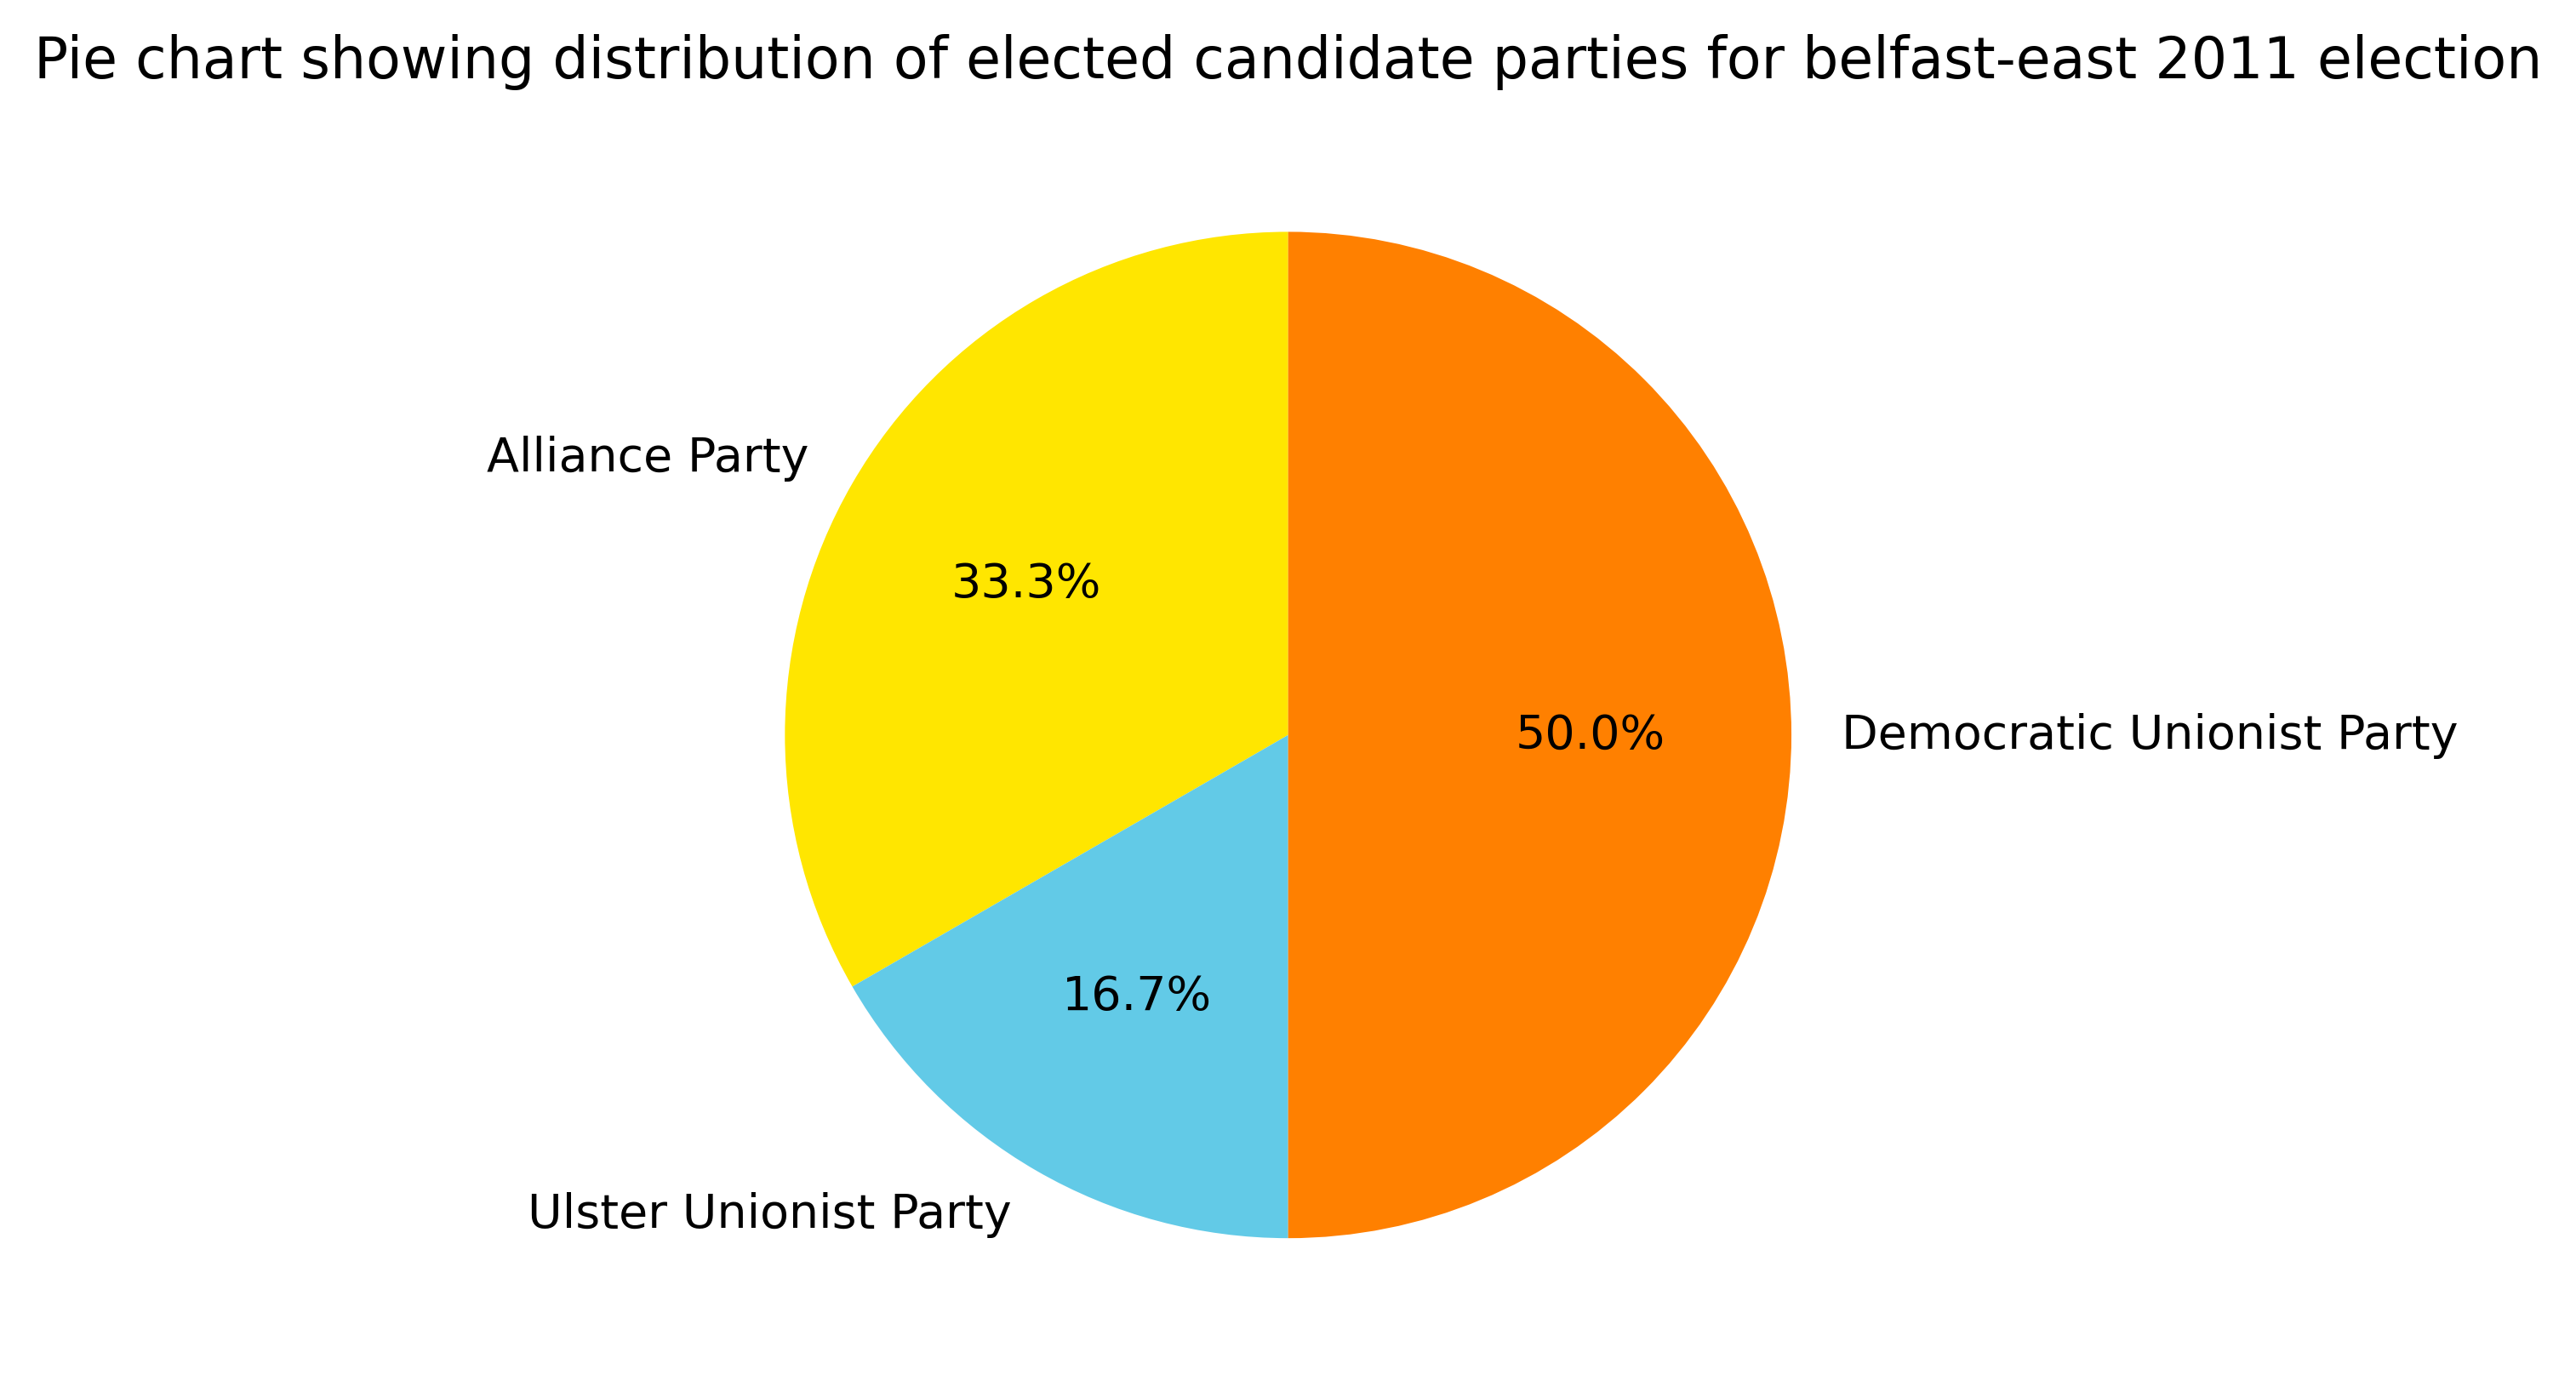 Pie chart showing distribution of elected candidate parties for belfast-east 2011 election
Alliance Party
33.3%
50.0%
Democratic Unionist Party
16.7%
Ulster Unionist Party